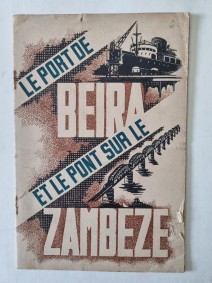 LE PORT DE
BEIRA
ET LE PONT SUR LE
ZAMBEZE